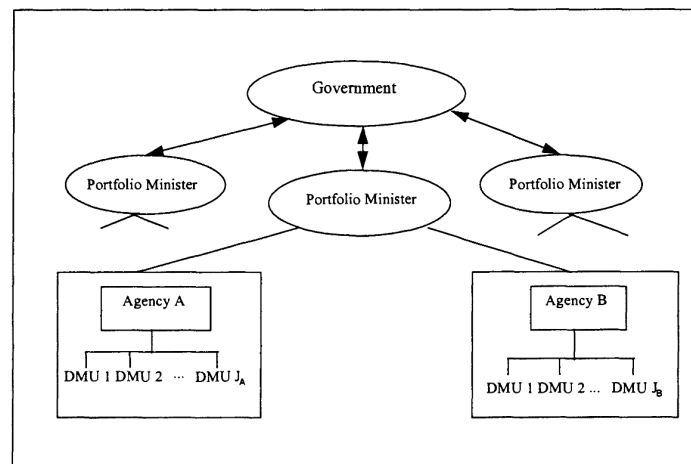 Government
Portfolio Minister
Portfolio Minister
Portfolio Minister
Agency A
DMU 1 DMU 2 ... DMU J_A
Agency B
DMU 1 DMU 2 ... DMU J_B